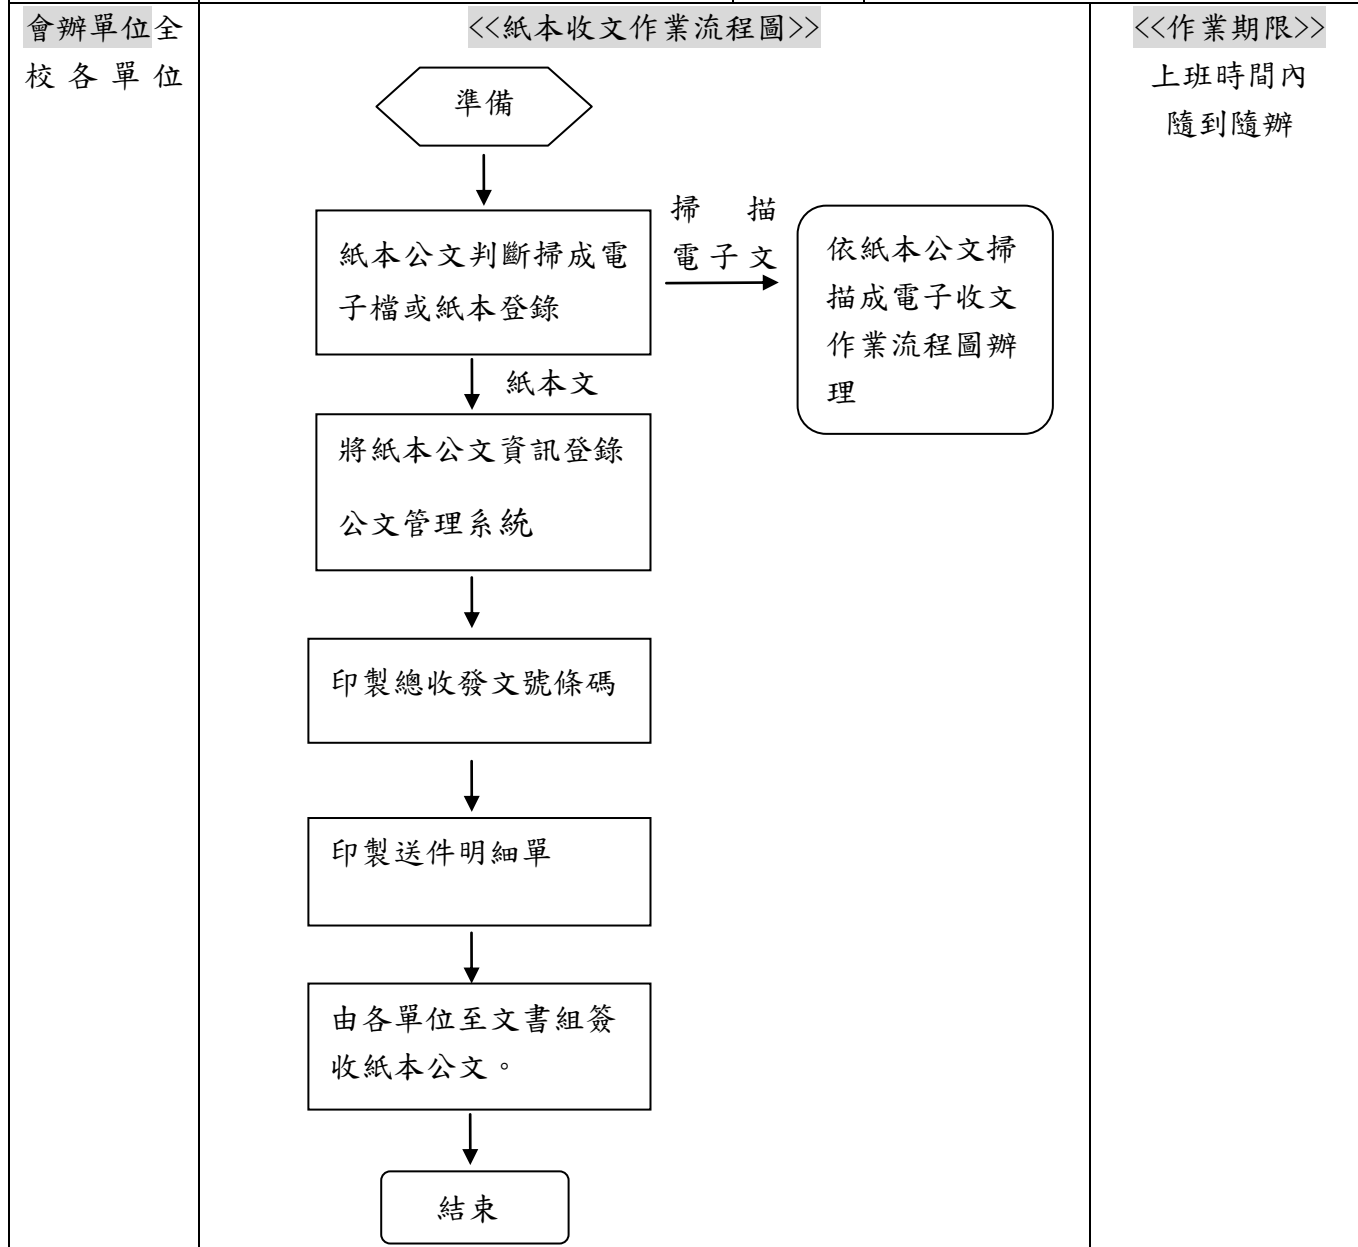 會辦單位全
校各單位
<<紙本收文作業流程圖>>
準備
紙本公文判斷掃成電
子檔或紙本登錄
掃描
電子文
依紙本公文掃
描成電子收文
作業流程圖辦
理
紙本文
將紙本公文資訊登錄
公文管理系統
印製總收發文號條碼
印製送件明細單
由各單位至文書組簽
收紙本公文。
結束
<<作業期限>>
上班時間內
隨到隨辦